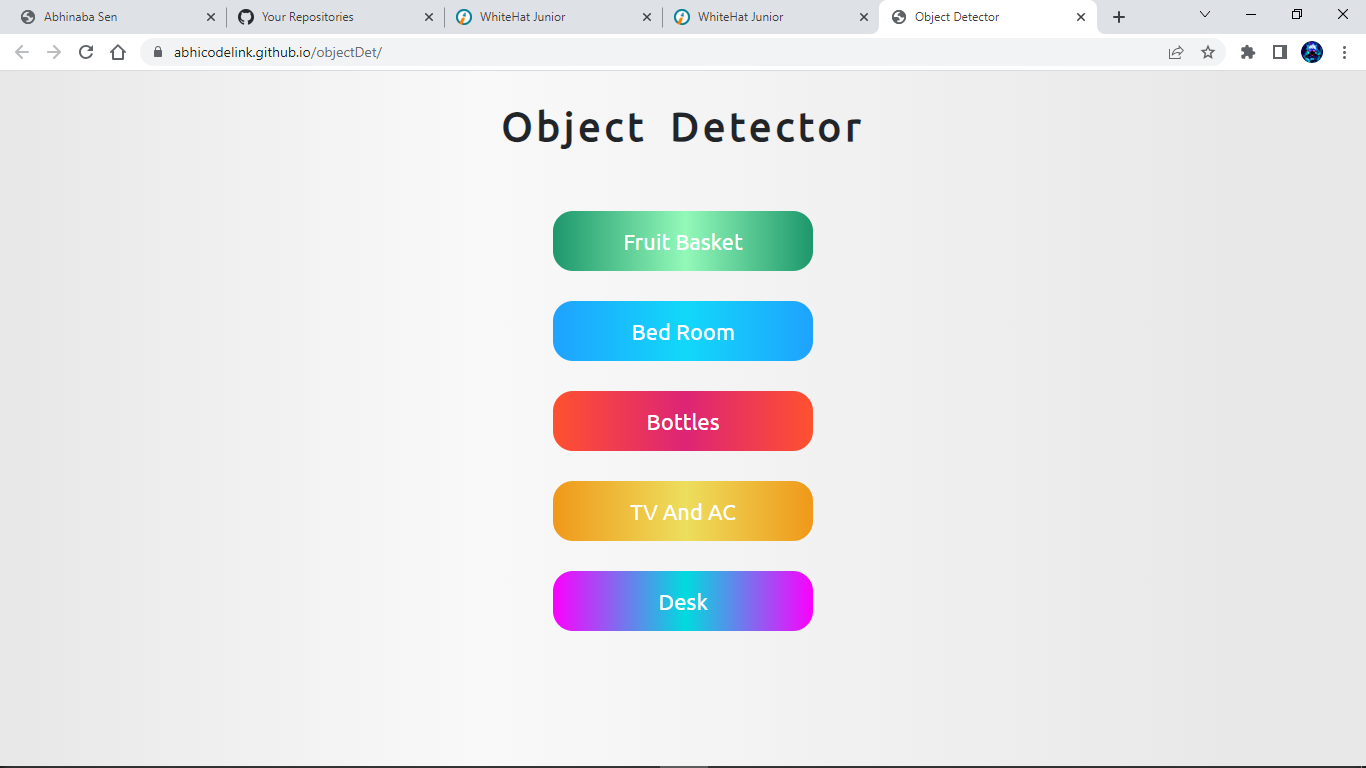 Abhinaba Sen
Your Repositories
WhiteHat Junior
WhiteHat Junior
Object Detector
abhicodelink.github.io/objectDet/
Object Detector
Fruit Basket
Bed Room
Bottles
TV And AC
Desk